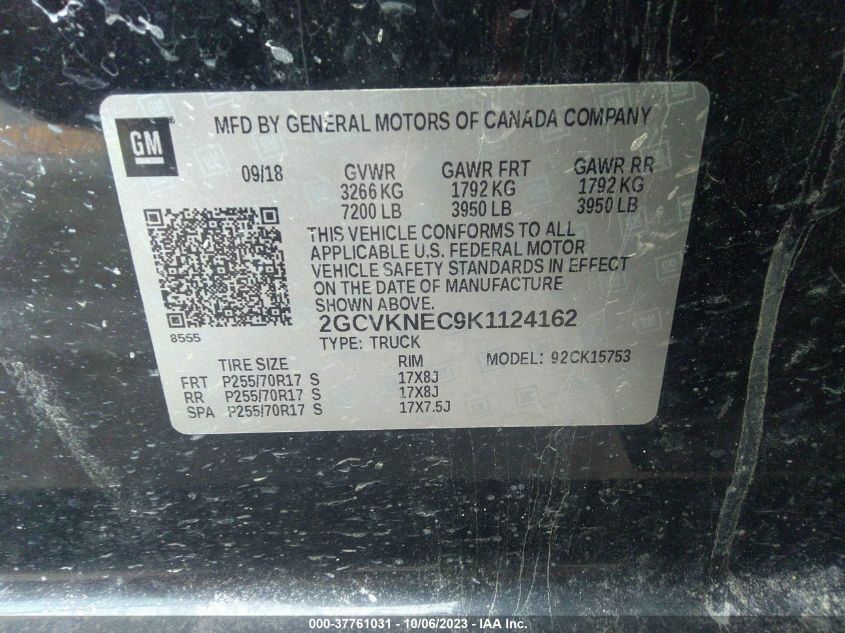 GM
MFD BY GENERAL MOTORS OF CANADA COMPANY
09/18 GVWR GAWR FRT GAWR RR
3266 KG 1792 KG 1792 KG
7200 LB 3950 LB 3950 LB
THIS VEHICLE CONFORMS TO ALL
APPLICABLE U.S. FEDERAL MOTOR
VEHICLE SAFETY STANDARDS IN EFFECT
ON THE DATE OF MANUFACTURE
SHOWN ABOVE.
8555 2GCVKNEC9K1124162
TYPE: TRUCK MODEL: 92CK15753
TIRE SIZE RIM
FRT P255/70R17 S 17X8J
RR P255/70R17 S 17X8J
SPA P255/70R17 S 17X7.5J
000-37761031 - 10/06/2023 - IAA Inc.